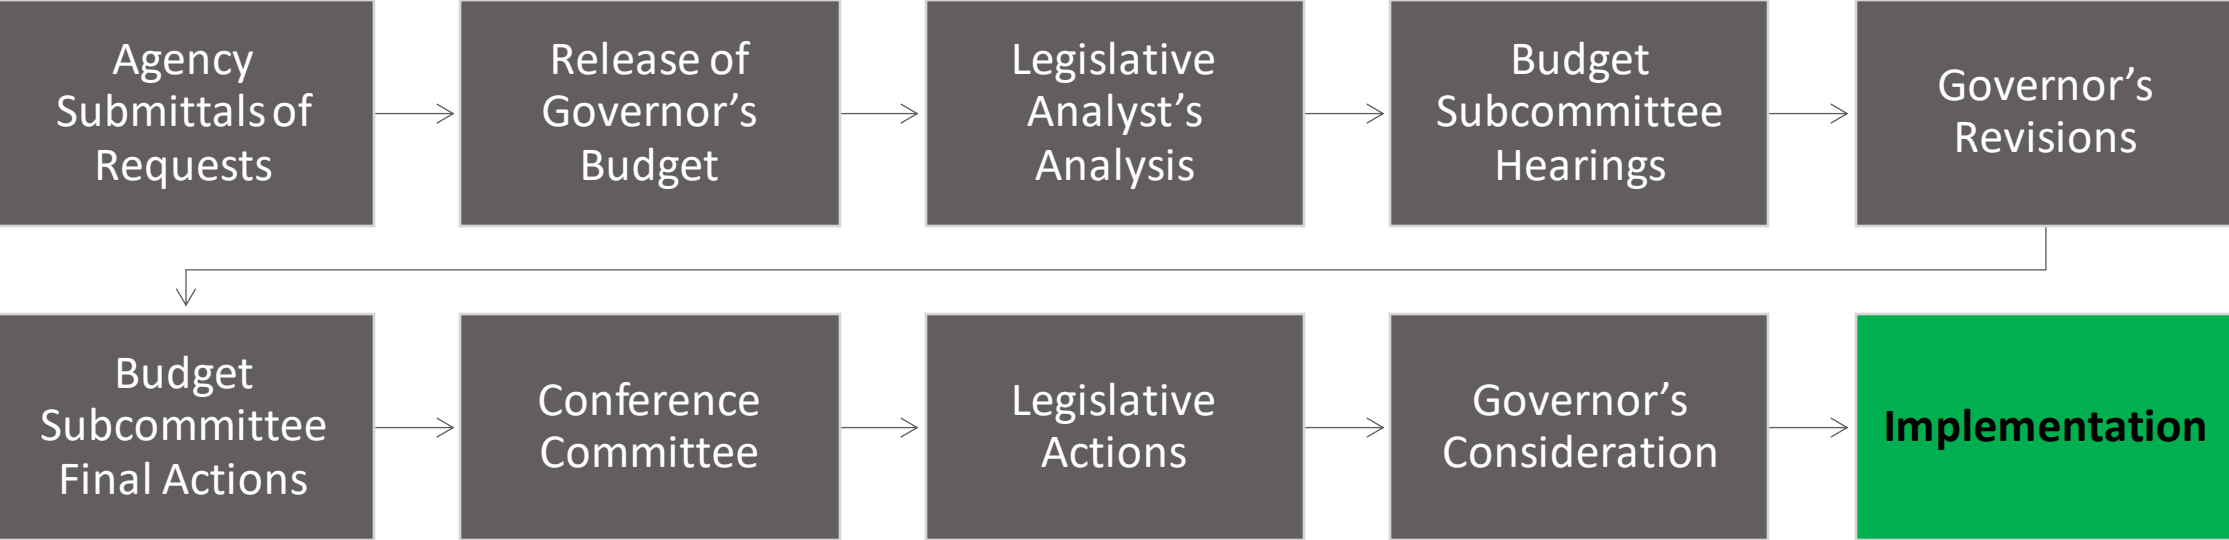 Agency
Submittals of
Requests
Release of
Governor’s
Budget
Legislative
Analyst’s
Analysis
Budget
Subcommittee
Hearings
Governor’s
Revisions
Budget
Subcommittee
Final Actions
Conference
Committee
Legislative
Actions
Governor’s
Consideration
Implementation